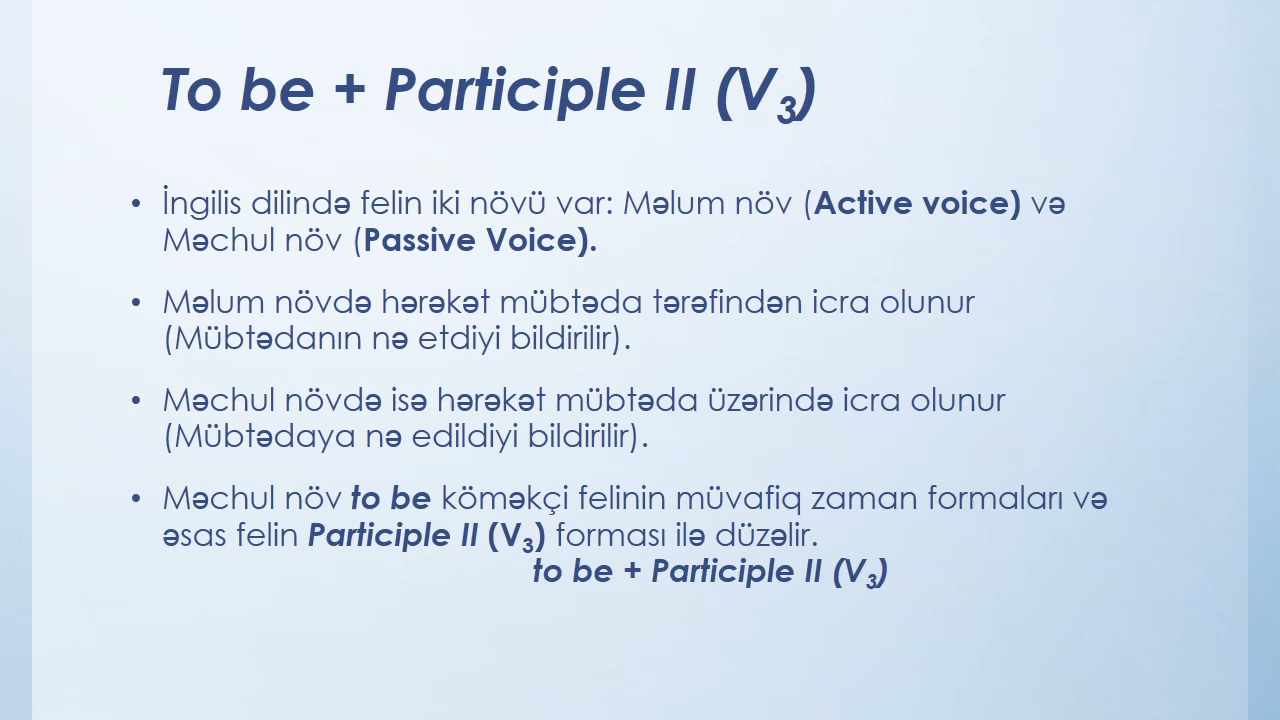 To be + Participle II (V₃)
• İngilis dilində felin iki növü var: Məlum növ (Active voice) və
Məchul növ (Passive Voice).
• Məlum növdə hərəkət mübtəda tərəfindən icra olunur
(Mübtədanın nə etdiyi bildirilir).
• Məchul növdə isə hərəkət mübtəda üzərində icra olunur
(Mübtədaya nə edildiyi bildirilir).
• Məchul növ to be köməkçi felinin müvafiq zaman formaları və
əsas felin Participle II (V₃) forması ilə düzəlir.
to be + Participle II (V₃)